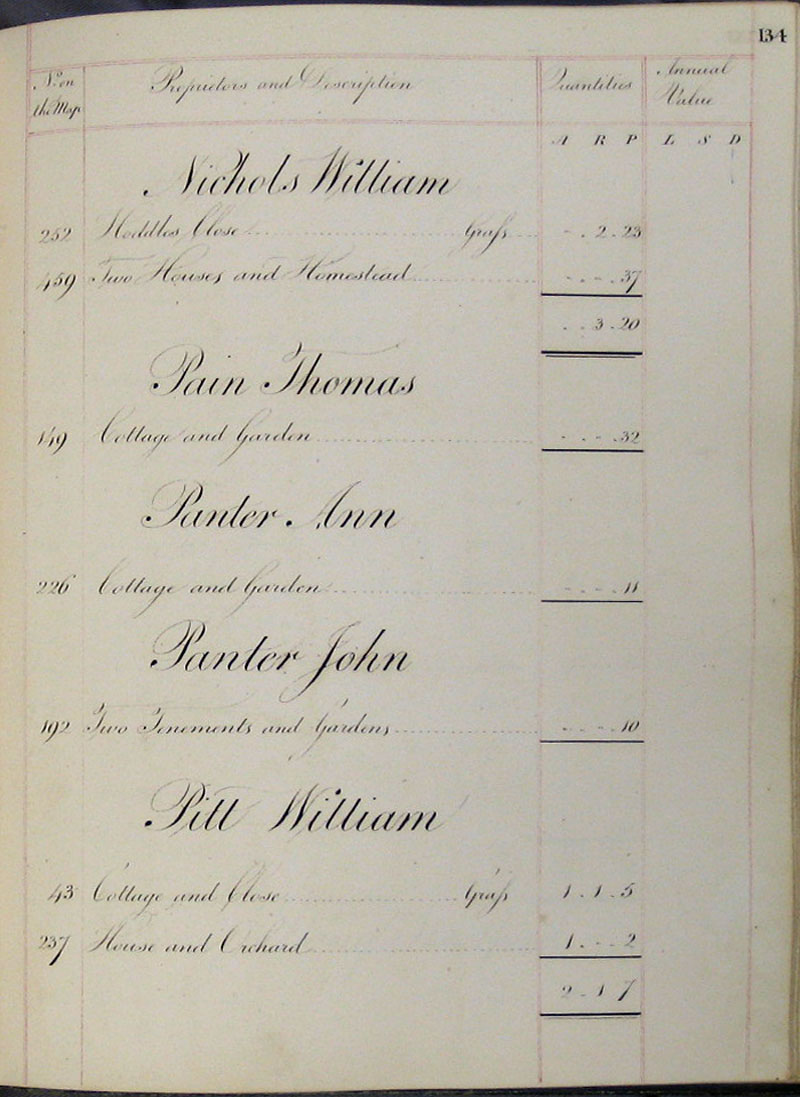 134
No on the Map Proprietors and Description Quantities Annual Value
A R P L S D
Nichols William
252 Hoddles Close Grass - . 2 . 23
459 Two Houses and Homestead - . - . 37
. . 3 . 20
Pain Thomas
149 Cottage and Garden - . - . 32
Panter Ann
226 Cottage and Garden - . - . 11
Panter John
192 Two Tenements and Gardens - . - . 10
Pitt William
43 Cottage and Close Grass 1 . 1 . 5
237 House and Orchard 1 . - . 2
2 . 1 7